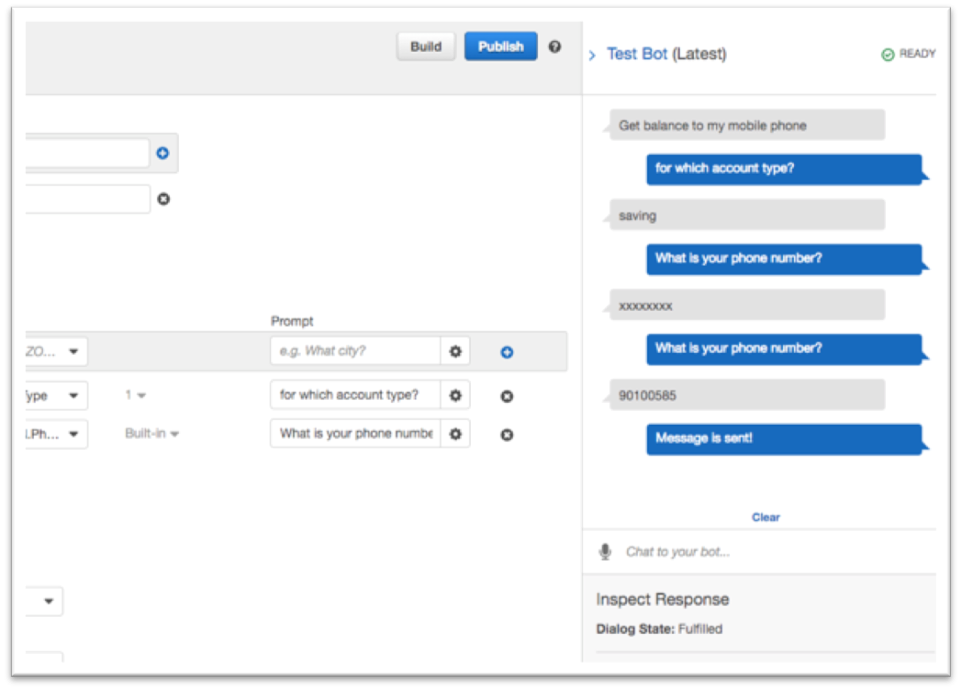 Build
Publish
?
Test Bot (Latest)
READY
Get balance to my mobile phone
for which account type?
saving
What is your phone number?
xxxxxxxx
What is your phone number?
90100585
Message is sent!
Clear
Chat to your bot...
Inspect Response
Dialog State: Fulfilled
Prompt
ZO...
e.g. What city?
ype
1
for which account type?
.Ph...
Built-in
What is your phone numbe